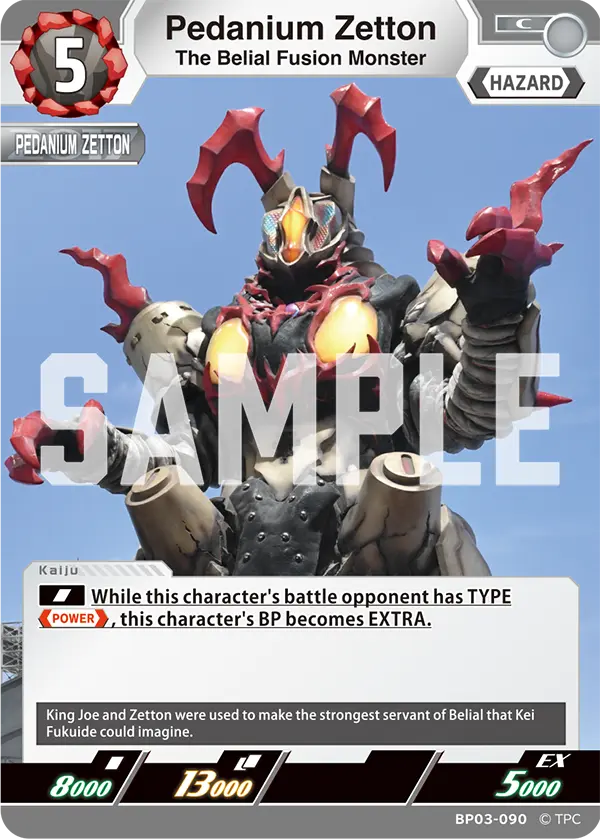 5
Pedanium Zetton
The Belial Fusion Monster
C
HAZARD
PEDANIUM ZETTON
SAMPLE
Kaiju
While this character's battle opponent has TYPE
POWER, this character's BP becomes EXTRA.
King Joe and Zetton were used to make the strongest servant of Belial that Kei
Fukuide could imagine.
8000
13000
EX
5000
BP03-090 © TPC